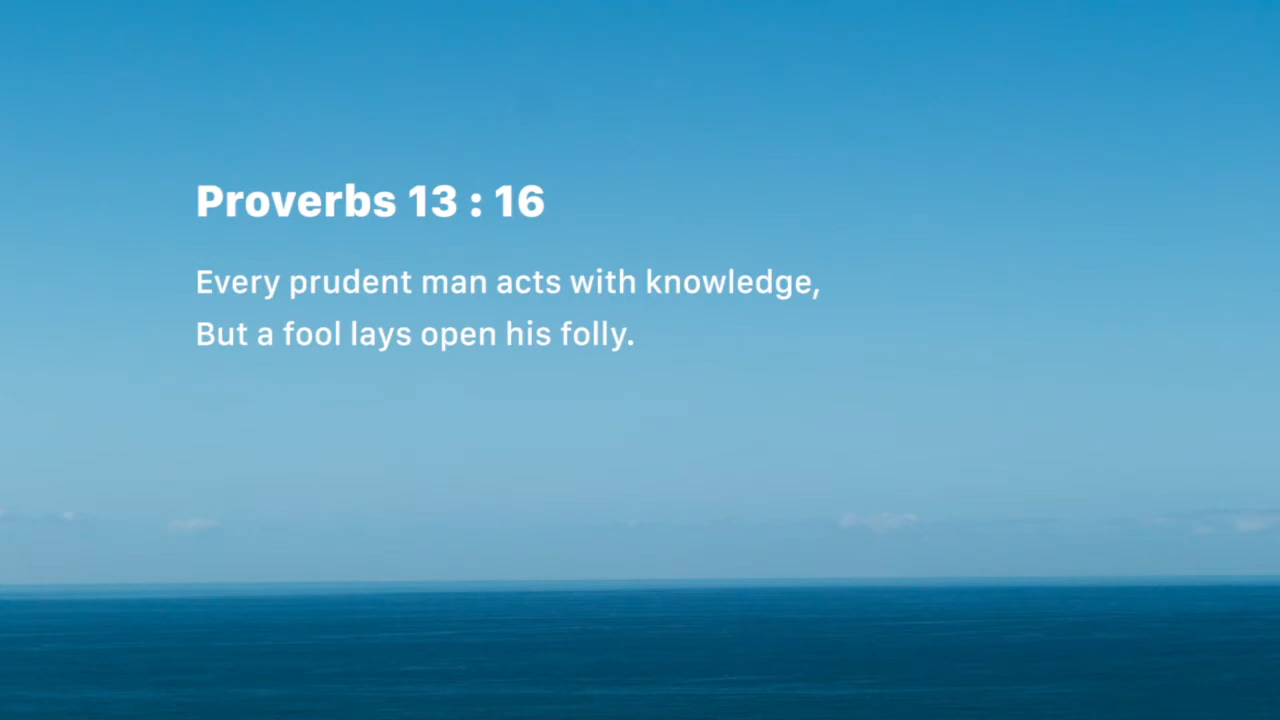 Proverbs 13 : 16
Every prudent man acts with knowledge,
But a fool lays open his folly.